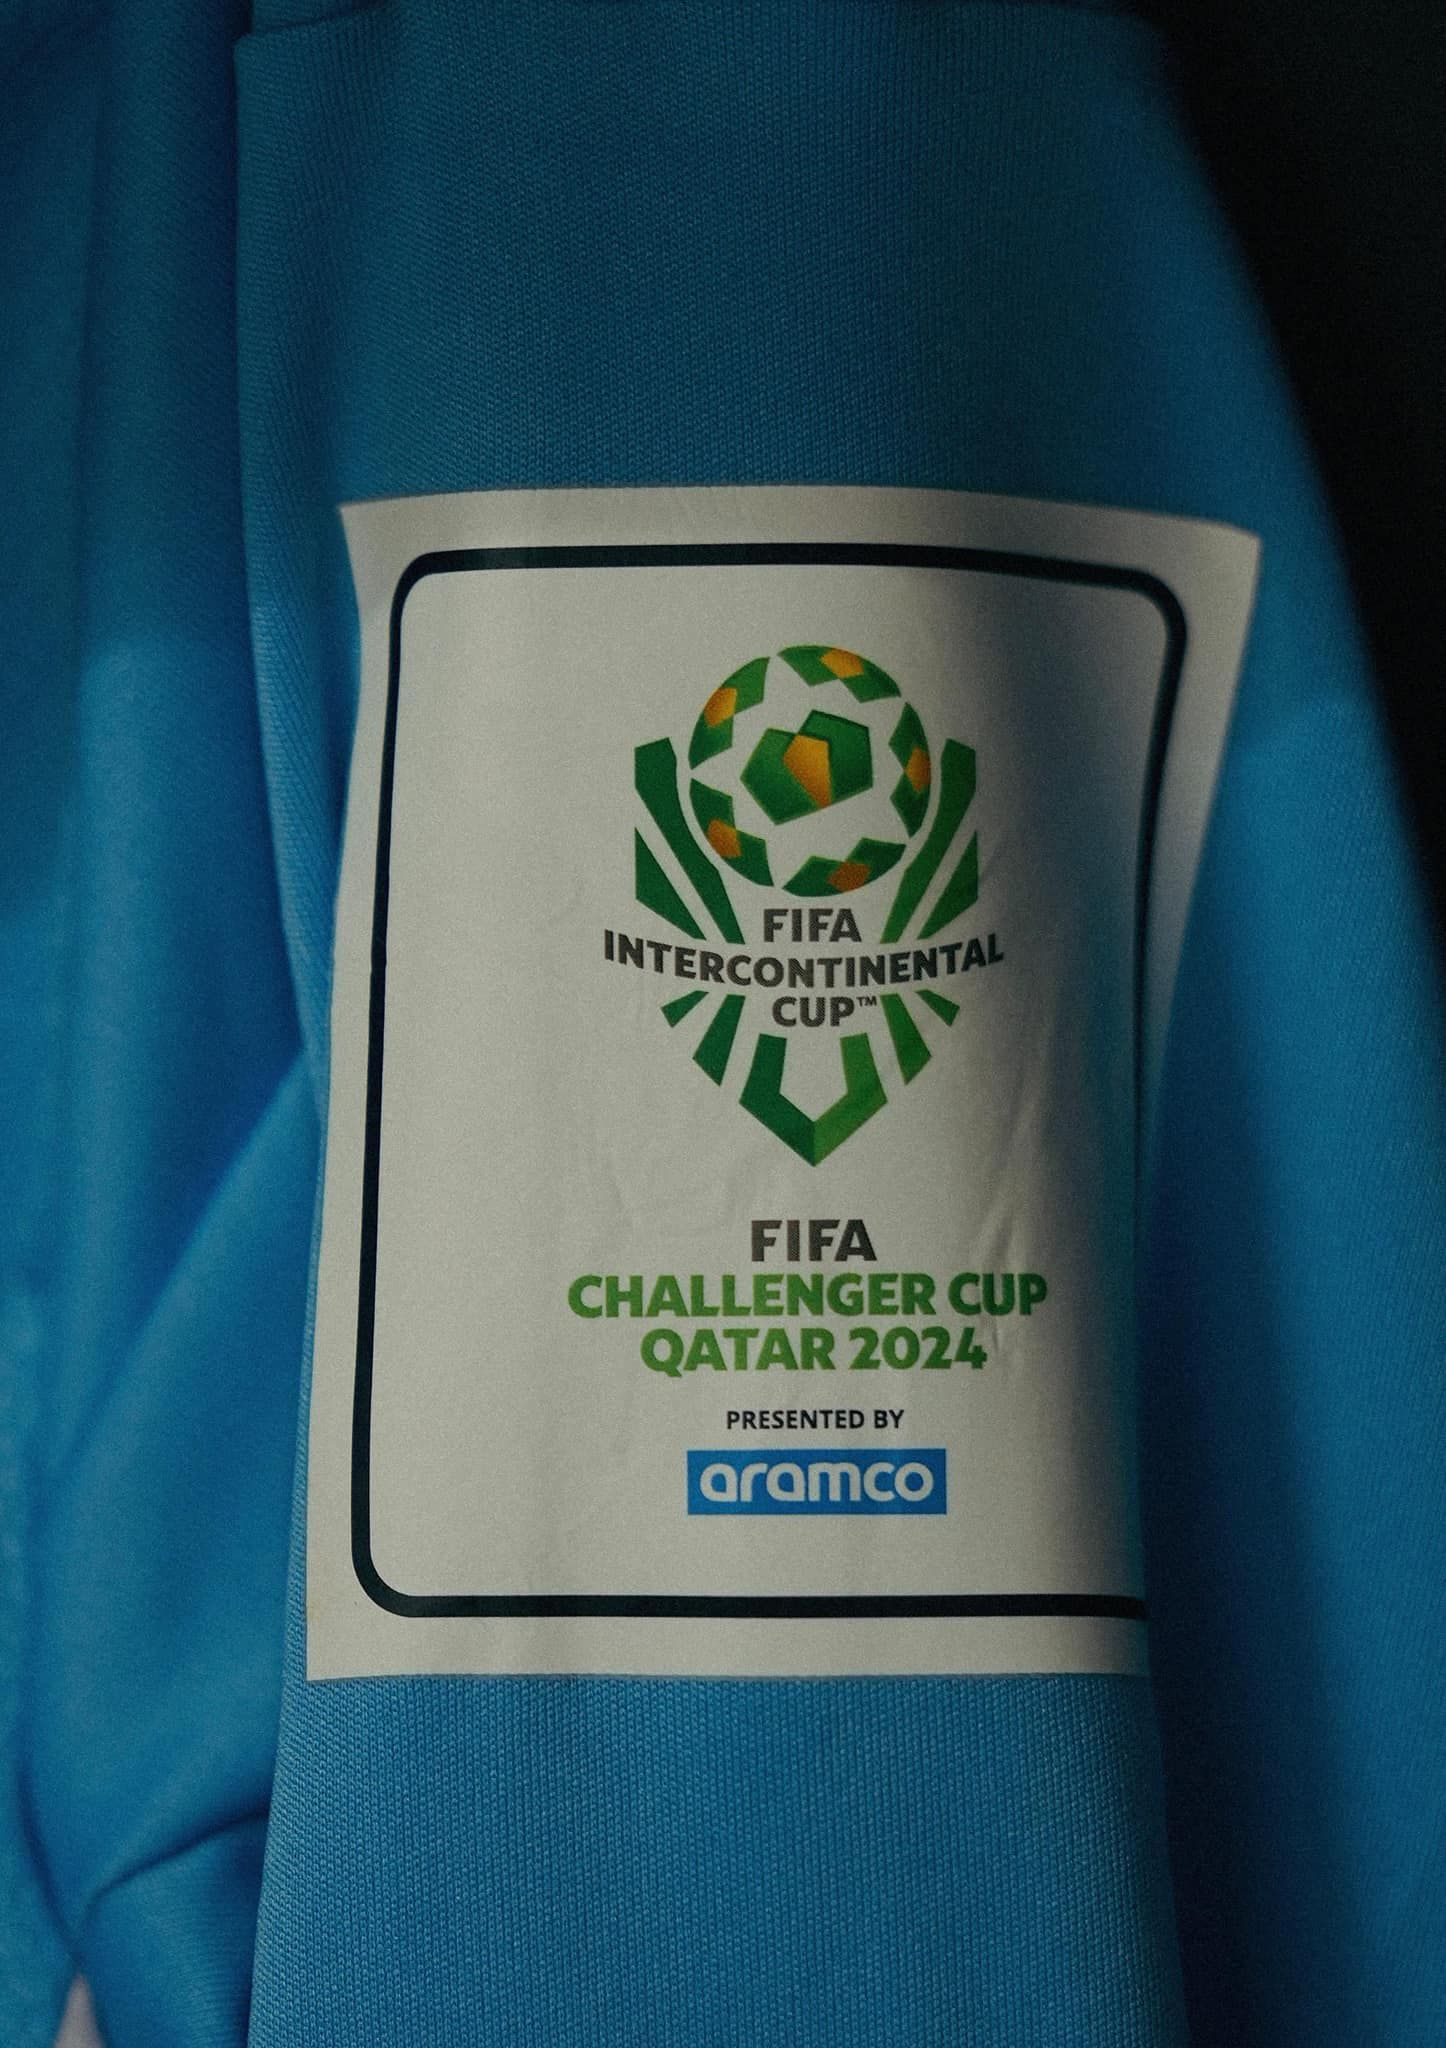 FIFA
INTERCONTINENTAL
CUP™
FIFA
CHALLENGER CUP
QATAR 2024
PRESENTED BY
aramco